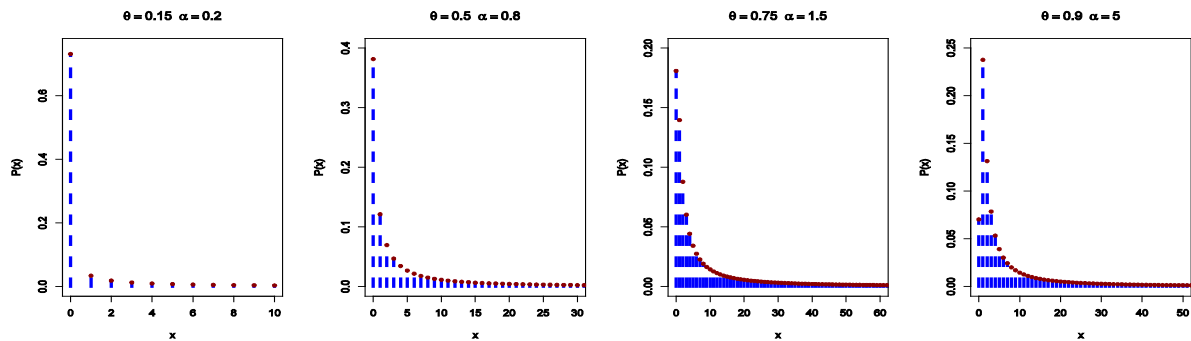 θ = 0.15 α = 0.2
P(x)
0.0 0.2 0.4 0.6
0 2 4 6 8 10
x
θ = 0.5 α = 0.8
P(x)
0.0 0.1 0.2 0.3 0.4
0 5 10 15 20 25 30
x
θ = 0.75 α = 1.5
P(x)
0.00 0.05 0.10 0.15 0.20
0 10 20 30 40 50 60
x
θ = 0.9 α = 5
P(x)
0.00 0.05 0.10 0.15 0.20 0.25
0 10 20 30 40 50
x